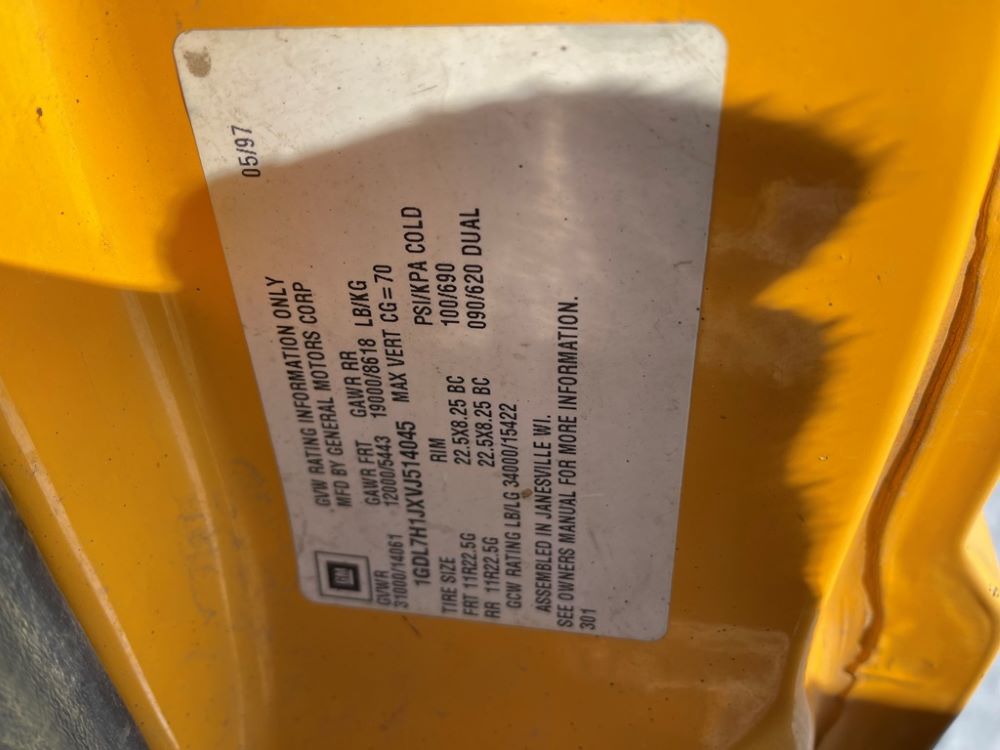 05/97
GVW RATING INFORMATION ONLY
MFD BY GENERAL MOTORS CORP
GM
GVWR GAWR FRT GAWR RR
31000/14061 12000/5443 19000/8618 LB/KG
1GDL7H1JXVJ514045 MAX VERT CG = 70
TIRE SIZE RIM PSI/KPA COLD
FRT 11R22.5G 22.5X8.25 BC 100/690
RR 11R22.5G 22.5X8.25 BC 090/620 DUAL
GCW RATING LB/LG 34000/15422
ASSEMBLED IN JANESVILLE WI.
SEE OWNERS MANUAL FOR MORE INFORMATION.
301